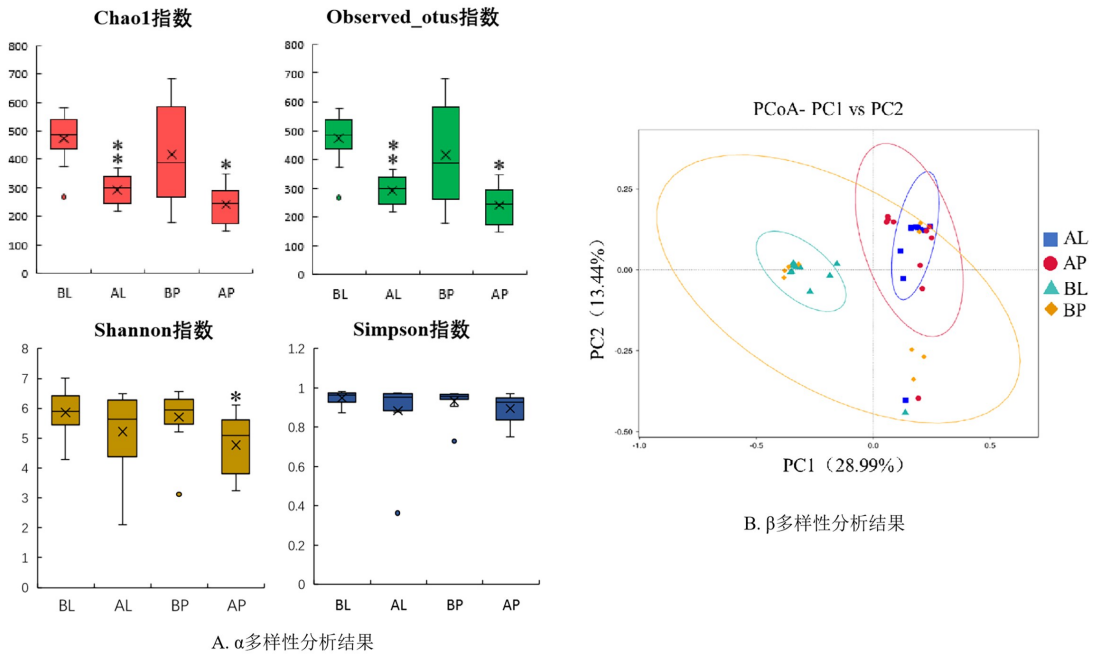 Chao1指数
800
700
600
500
400
300
200
100
0
**
*
BL AL BP AP
Observed_otus指数
800
700
600
500
400
300
200
100
0
**
*
BL AL BP AP
Shannon指数
8
7
6
5
4
3
2
1
0
*
BL AL BP AP
Simpson指数
1.2
1
0.8
0.6
0.4
0.2
0
BL AL BP AP
A. α多样性分析结果
PCoA- PC1 vs PC2
PC2（13.44%）
0.25
0.00
-0.25
-0.50
-1.0 -0.5 0.0 0.5
PC1（28.99%）
AL
AP
BL
BP
B. β多样性分析结果